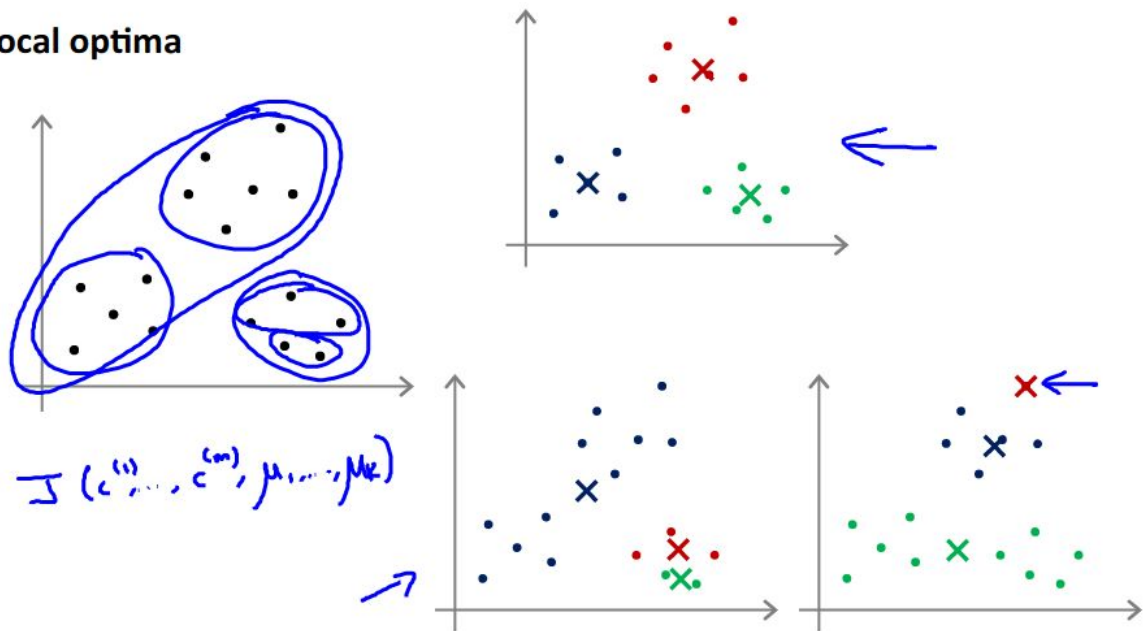 ocal optima
J (c⁽¹⁾,..., c⁽ᵐ⁾, μ₁,..., μₖ)